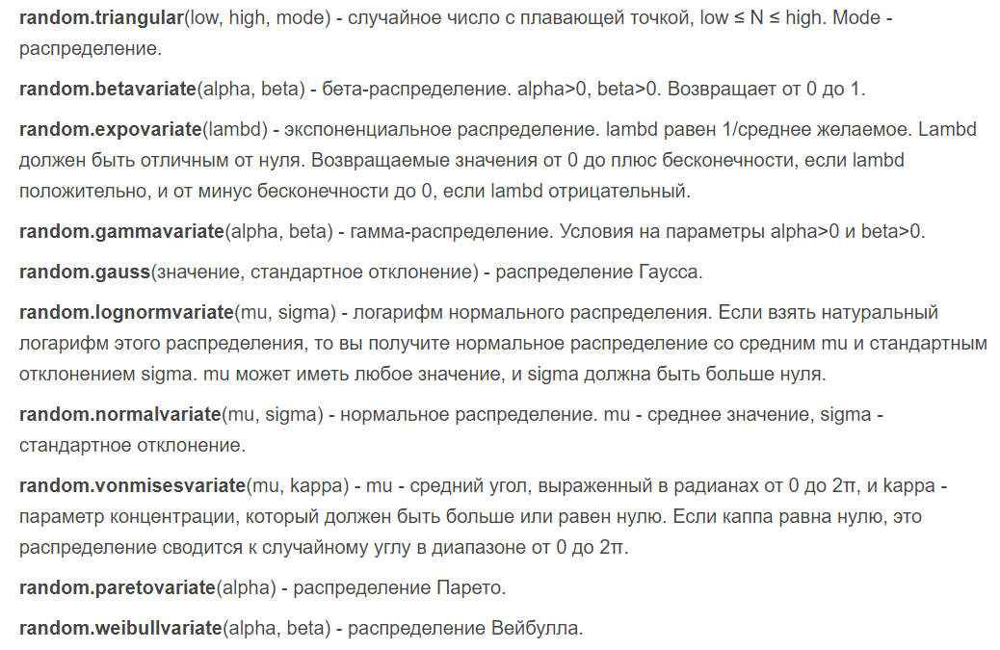 random.triangular(low, high, mode) - случайное число с плавающей точкой, low ≤ N ≤ high. Mode -
распределение.
random.betavariate(alpha, beta) - бета-распределение. alpha>0, beta>0. Возвращает от 0 до 1.
random.expovariate(lambd) - экспоненциальное распределение. lambd равен 1/среднее желаемое. Lambd
должен быть отличным от нуля. Возвращаемые значения от 0 до плюс бесконечности, если lambd
положительно, и от минус бесконечности до 0, если lambd отрицательный.
random.gammavariate(alpha, beta) - гамма-распределение. Условия на параметры alpha>0 и beta>0.
random.gauss(значение, стандартное отклонение) - распределение Гаусса.
random.lognormvariate(mu, sigma) - логарифм нормального распределения. Если взять натуральный
логарифм этого распределения, то вы получите нормальное распределение со средним mu и стандартным
отклонением sigma. mu может иметь любое значение, и sigma должна быть больше нуля.
random.normalvariate(mu, sigma) - нормальное распределение. mu - среднее значение, sigma -
стандартное отклонение.
random.vonmisesvariate(mu, kappa) - mu - средний угол, выраженный в радианах от 0 до 2π, и kappa -
параметр концентрации, который должен быть больше или равен нулю. Если каппа равна нулю, это
распределение сводится к случайному углу в диапазоне от 0 до 2π.
random.paretovariate(alpha) - распределение Парето.
random.weibullvariate(alpha, beta) - распределение Вейбулла.